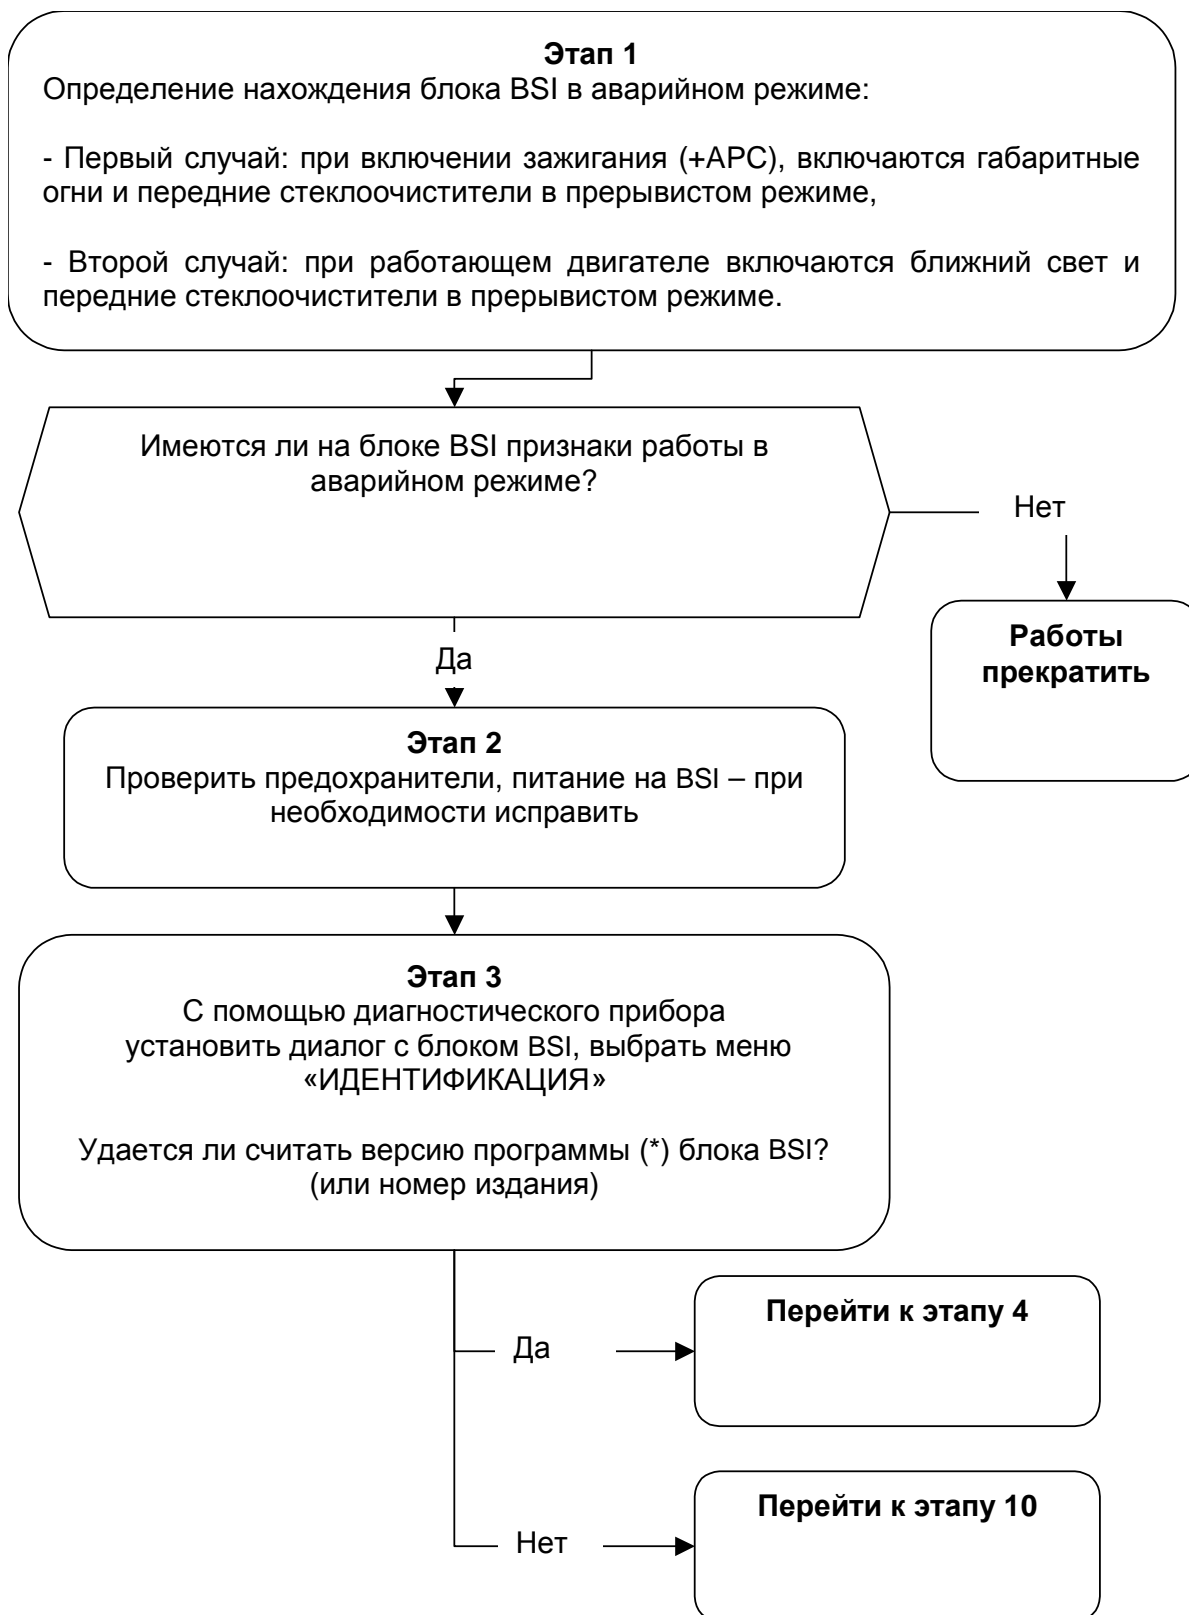 Этап 1
Определение нахождения блока BSI в аварийном режиме:
- Первый случай: при включении зажигания (+APC), включаются габаритные
огни и передние стеклоочистители в прерывистом режиме,
- Второй случай: при работающем двигателе включаются ближний свет и
передние стеклоочистители в прерывистом режиме.
Имеются ли на блоке BSI признаки работы в
аварийном режиме?
Нет
Работы
прекратить
Да
Этап 2
Проверить предохранители, питание на BSI – при
необходимости исправить
Этап 3
С помощью диагностического прибора
установить диалог с блоком BSI, выбрать меню
«ИДЕНТИФИКАЦИЯ»
Удается ли считать версию программы (*) блока BSI?
(или номер издания)
Перейти к этапу 4
Да
Перейти к этапу 10
Нет